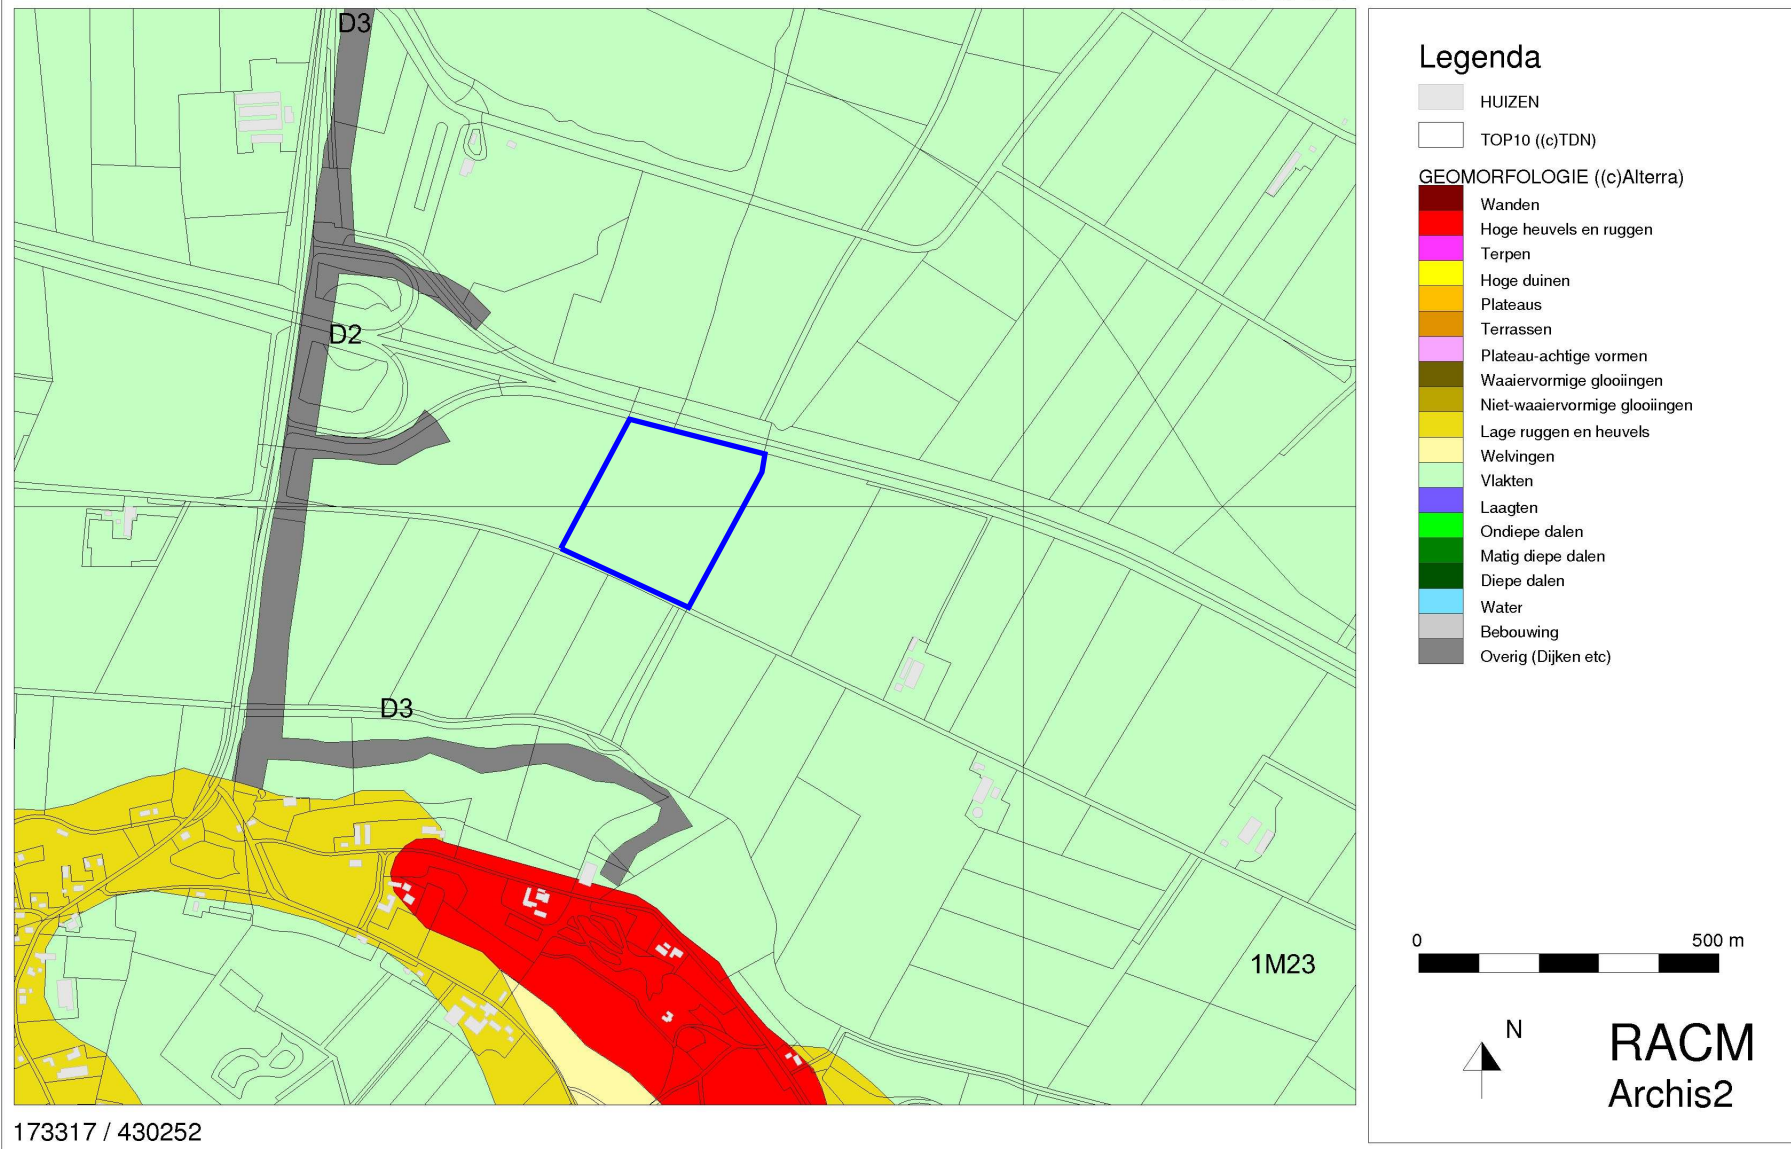 D3
D2
D3
1M23
173317 / 430252
Legenda
HUIZEN
TOP10 ((c)TDN)
GEOMORFOLOGIE ((c)Alterra)
Wanden
Hoge heuvels en ruggen
Terpen
Hoge duinen
Plateaus
Terrassen
Plateau-achtige vormen
Waaiervormige glooiingen
Niet-waaiervormige glooiingen
Lage ruggen en heuvels
Welvingen
Vlakten
Laagten
Ondiepe dalen
Matig diepe dalen
Diepe dalen
Water
Bebouwing
Overig (Dijken etc)
0 500 m
N
RACM
Archis2